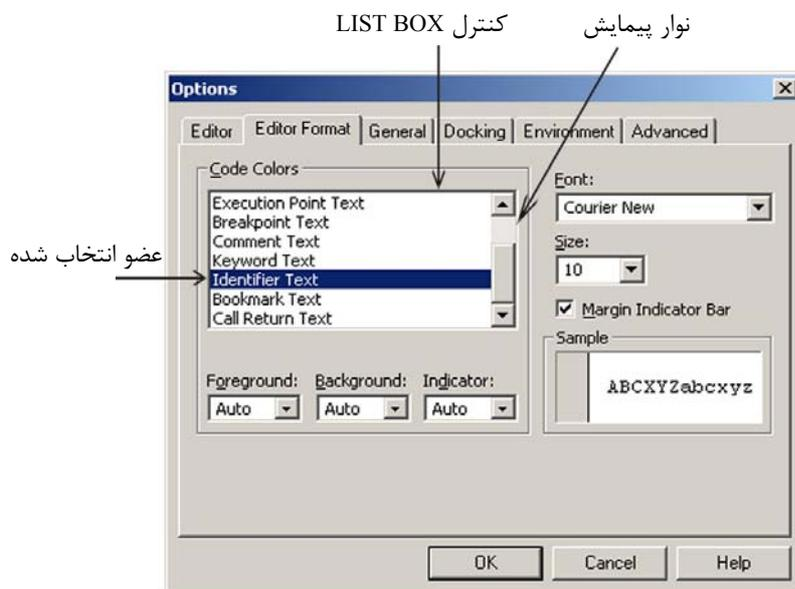 نوار پیمایش
کنترل LIST BOX
Options
Editor
Editor Format
General
Docking
Environment
Advanced
Code Colors
Execution Point Text
Breakpoint Text
Comment Text
Keyword Text
Identifier Text
Bookmark Text
Call Return Text
عضو انتخاب شده
Foreground:
Background:
Indicator:
Auto
Auto
Auto
Font:
Courier New
Size:
10
Margin Indicator Bar
Sample
ABCXYZabcxyz
OK
Cancel
Help